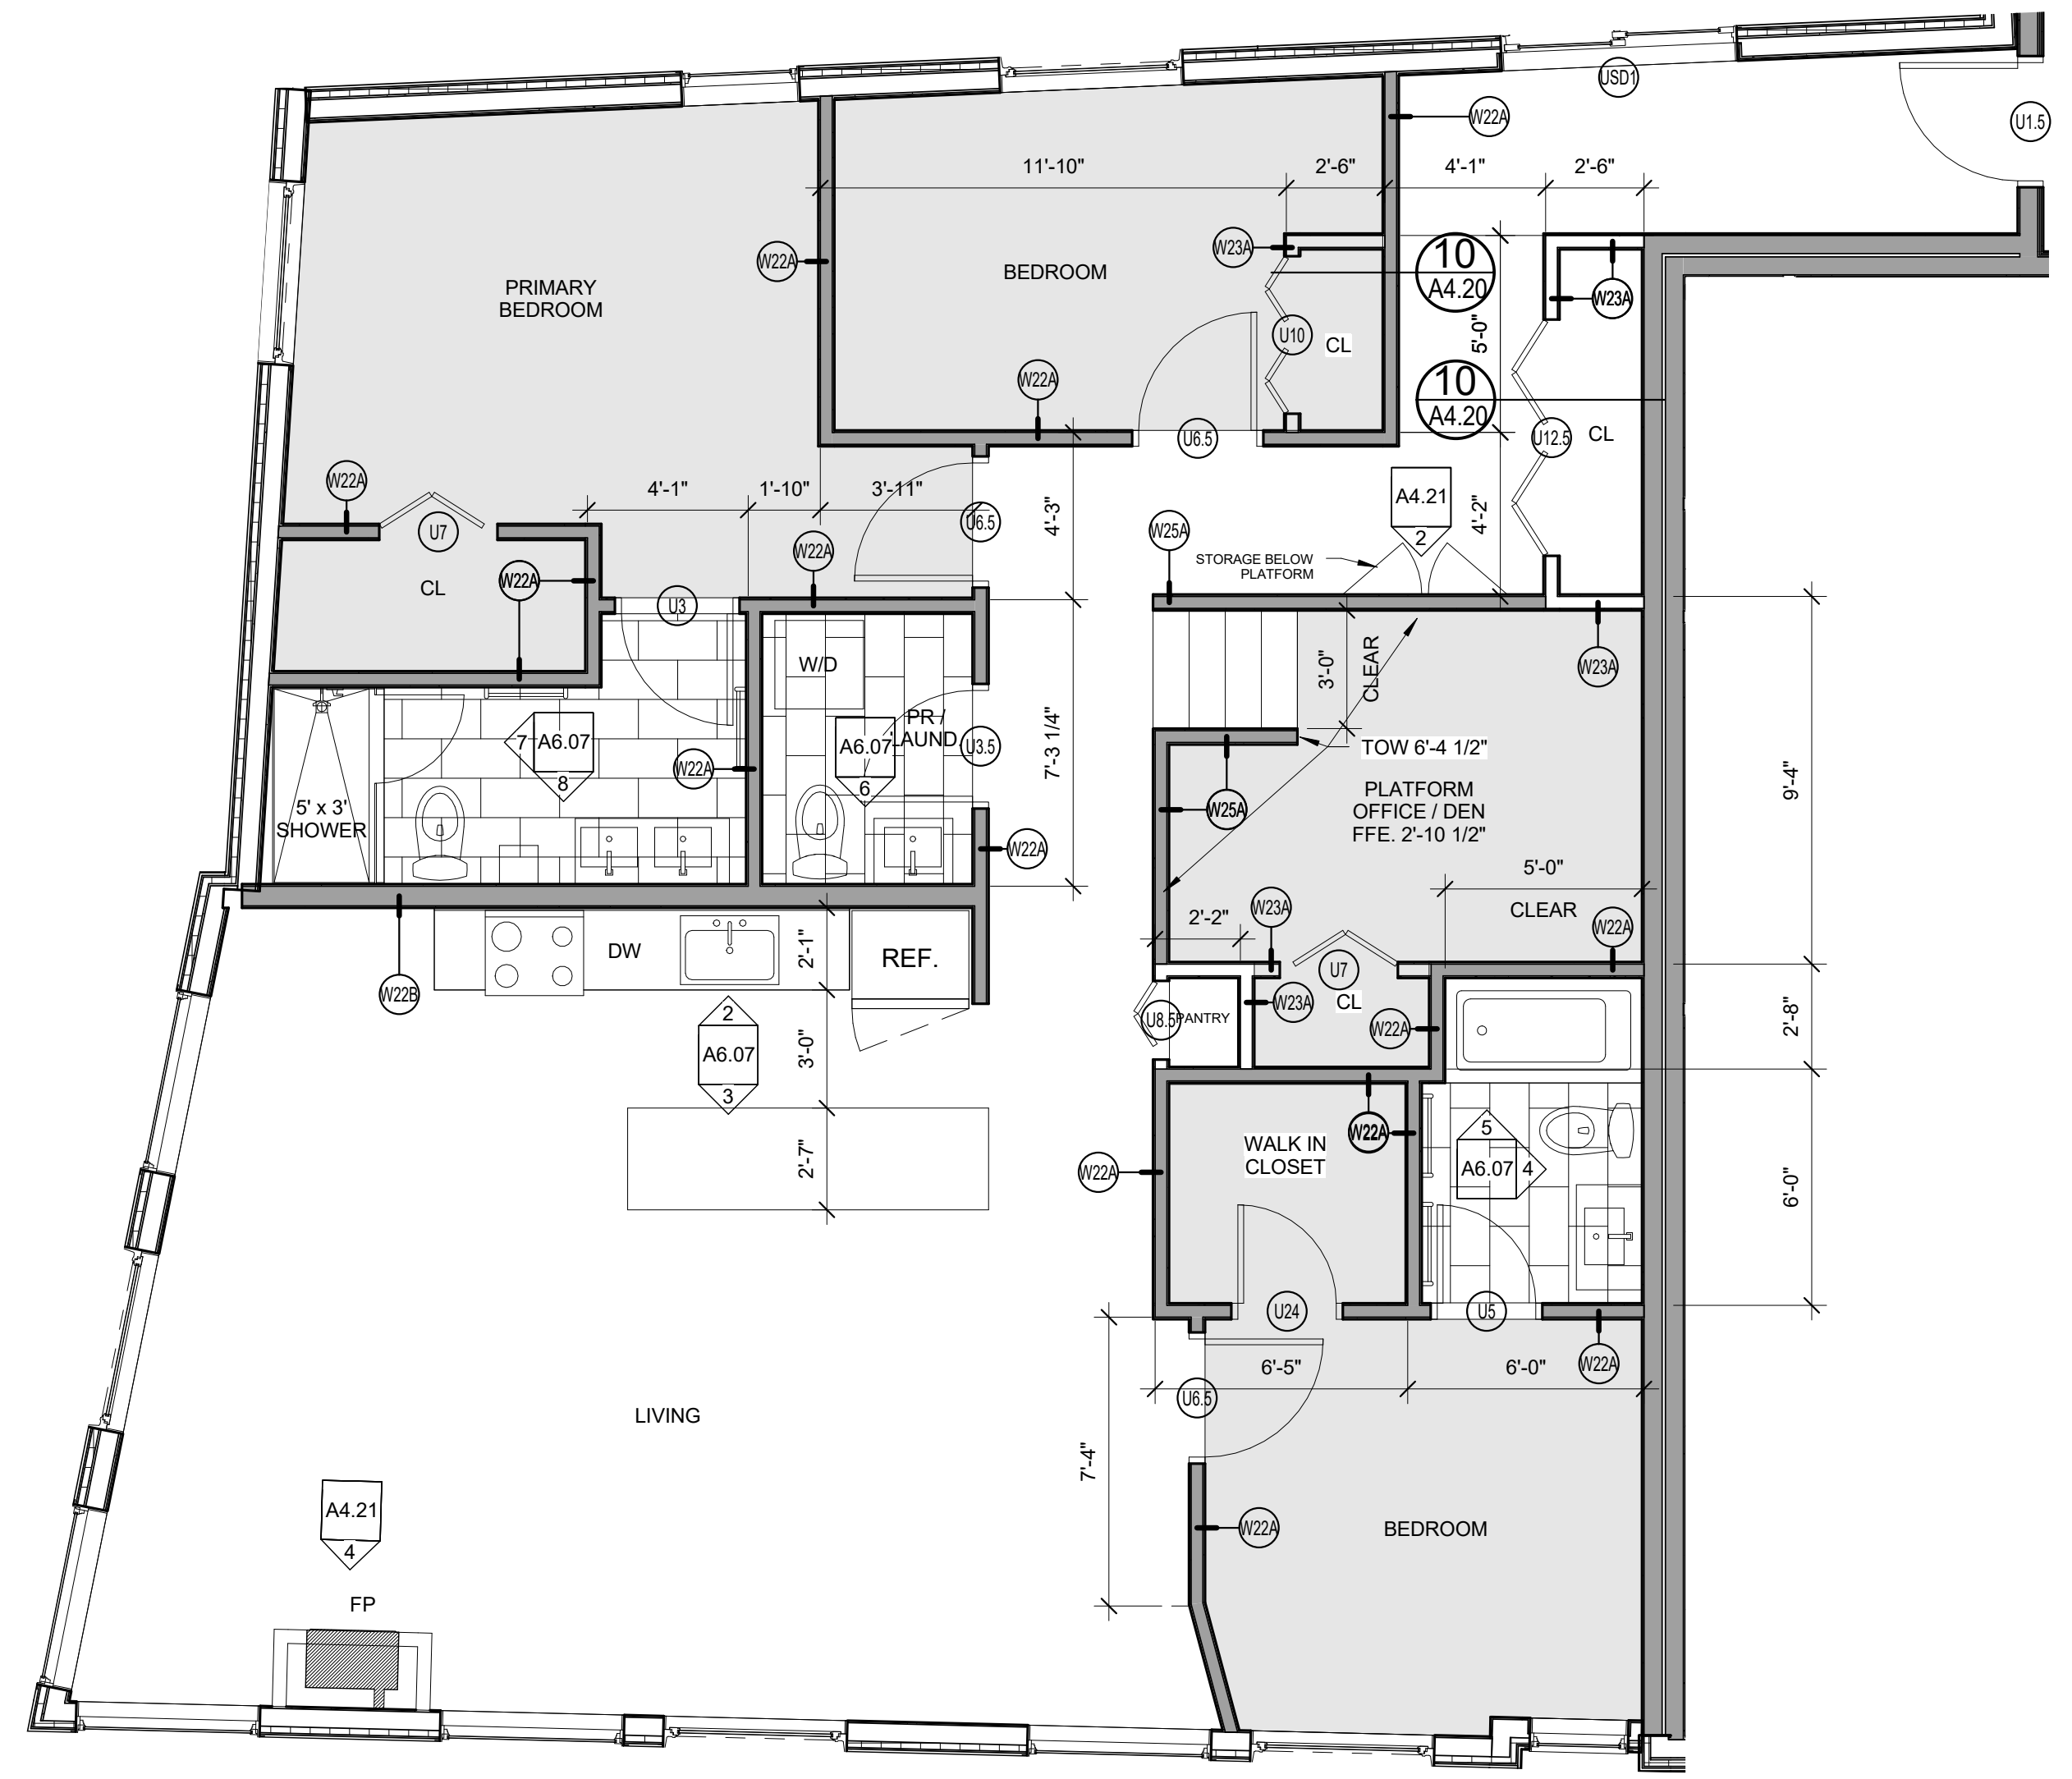 USD1
W22A
U1.5
11'-10"
2'-6"
4'-1"
2'-6"
W22A
W23A
10
A4.20
W23A
PRIMARY
BEDROOM
BEDROOM
U10
CL
5'-0"
W22A
10
A4.20
U6.5
U12.5
CL
W22A
4'-1"
1'-10"
3'-11"
4'-3"
A4.21
2
4'-2"
U7
U6.5
W25A
W22A
STORAGE BELOW
PLATFORM
W22A
CL
U3
W/D
3'-0"
CLEAR
W23A
PR /
LAUND.
7
A6.07
8
A6.07
6
U3.5
7'-3 1/4"
TOW 6'-4 1/2"
W22A
5' x 3'
SHOWER
W25A
PLATFORM
OFFICE / DEN
FFE. 2'-10 1/2"
9'-4"
W22A
5'-0"
CLEAR
2'-2"
W23A
W22A
DW
2'-1"
REF.
U7
W22B
U8.5
PANTRY
W23A
CL
W22A
2'-8"
2
A6.07
3
3'-0"
2'-7"
WALK IN
CLOSET
W22A
W22A
5
A6.07
4
6'-0"
U24
U5
6'-5"
6'-0"
W22A
U6.5
LIVING
7'-4"
A4.21
4
W22A
BEDROOM
FP